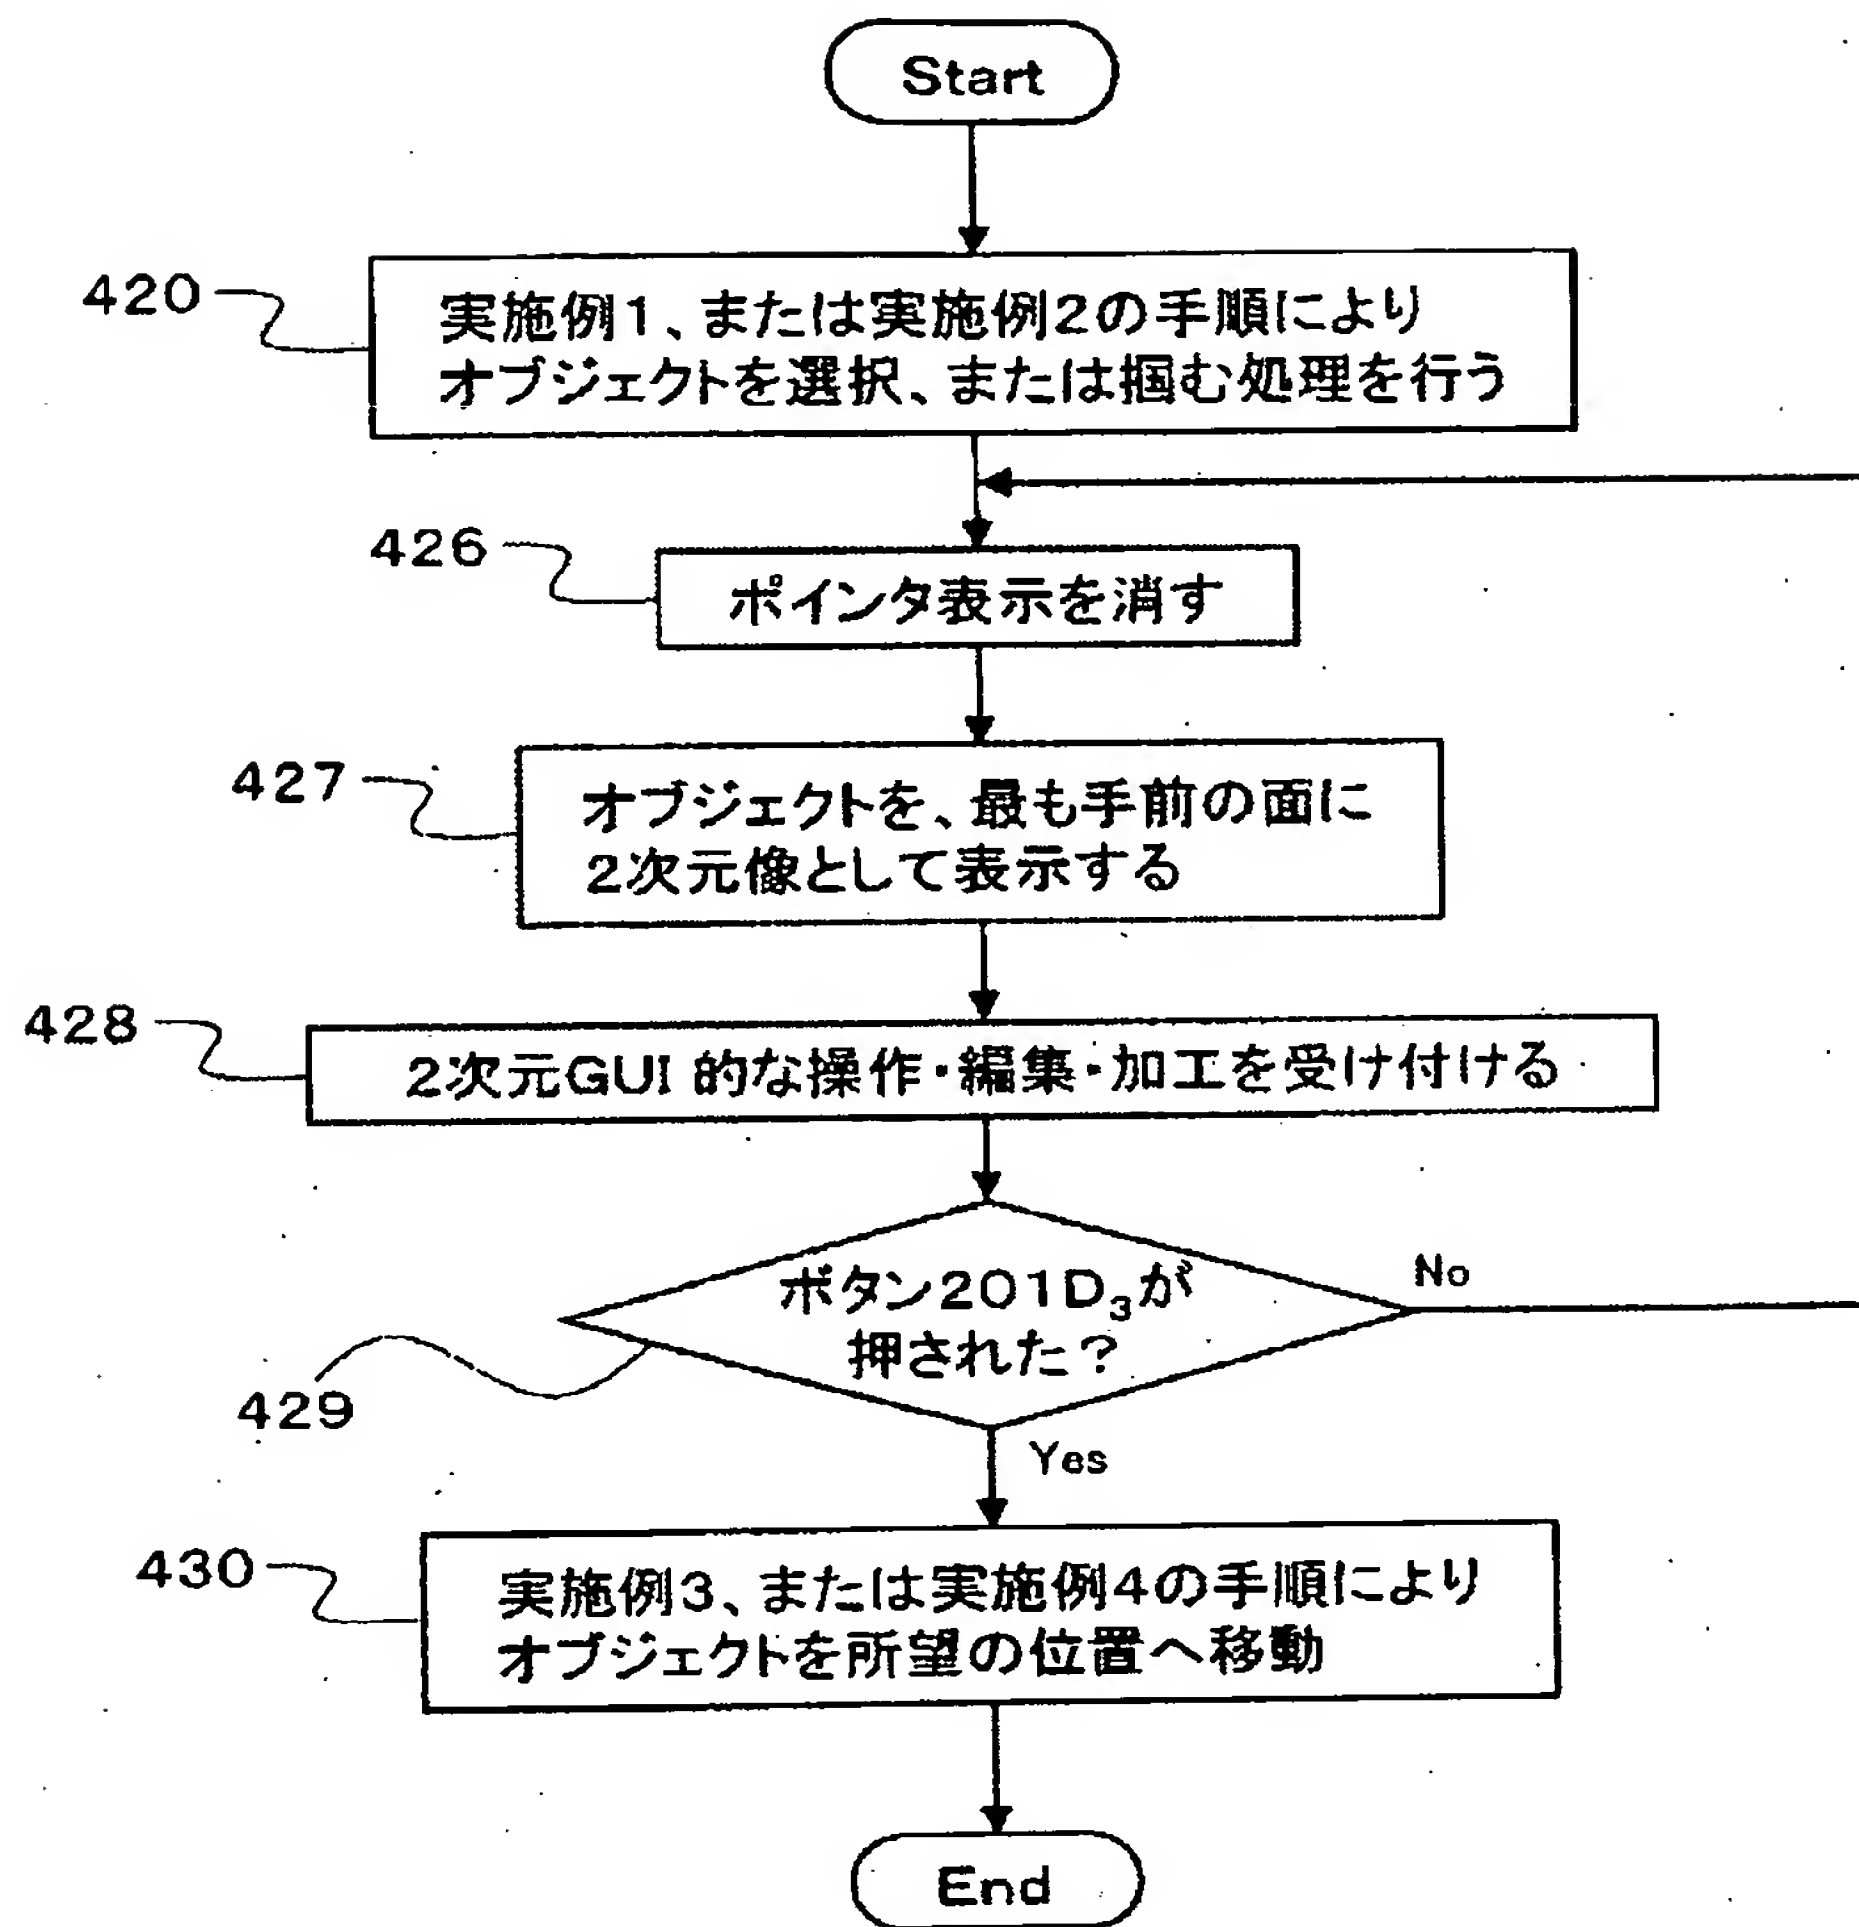 Start
420
実施例1、または実施例2の手順により
オブジェクトを選択、または掴む処理を行う
426
ポインタ表示を消す
427
オブジェクトを、最も手前の面に
2次元像として表示する
428
2次元GUI 的な操作・編集・加工を受け付ける
ボタン201D₃が
押された?
No
429
Yes
430
実施例3、または実施例4の手順により
オブジェクトを所望の位置へ移動
End